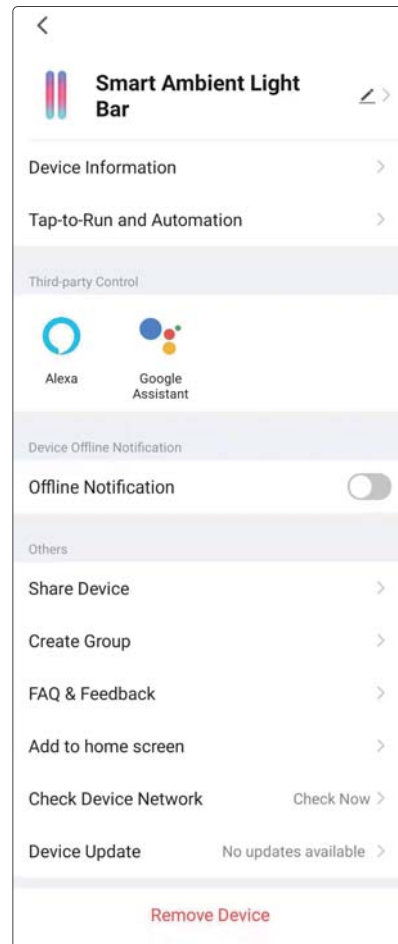 Smart Ambient Light
Bar
Device Information
Tap-to-Run and Automation
Third-party Control
Alexa
Google
Assistant
Device Offline Notification
Offline Notification
Others
Share Device
Create Group
FAQ & Feedback
Add to home screen
Check Device Network Check Now
Device Update No updates available
Remove Device